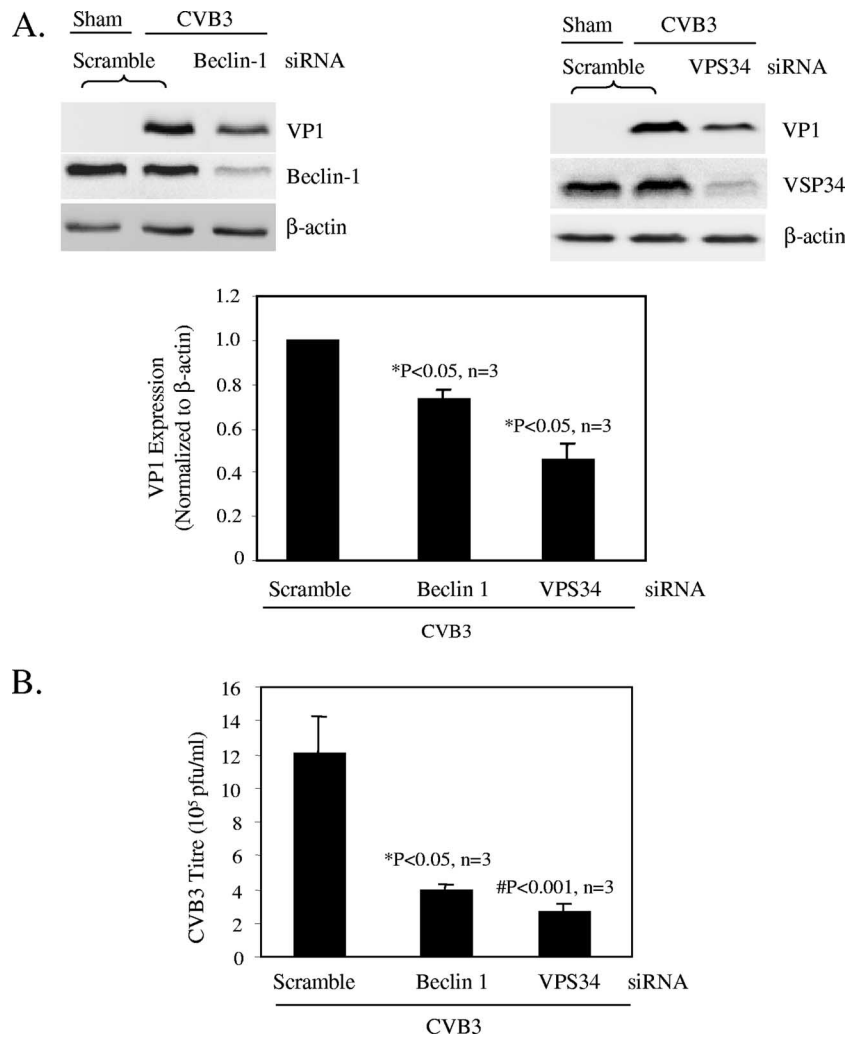 A.
Sham CVB3
Scramble Beclin-1 siRNA
VP1
Beclin-1
β-actin
Sham CVB3
Scramble VPS34 siRNA
VP1
VSP34
β-actin
VP1 Expression
(Normalized to β-actin)
1.2
1.0
0.8
0.6
0.4
0.2
0
*P<0.05, n=3
*P<0.05, n=3
Scramble Beclin 1 VPS34 siRNA
CVB3
B.
CVB3 Titre (10⁵ pfu/ml)
16
14
12
10
8
6
4
2
0
*P<0.05, n=3
#P<0.001, n=3
Scramble Beclin 1 VPS34 siRNA
CVB3